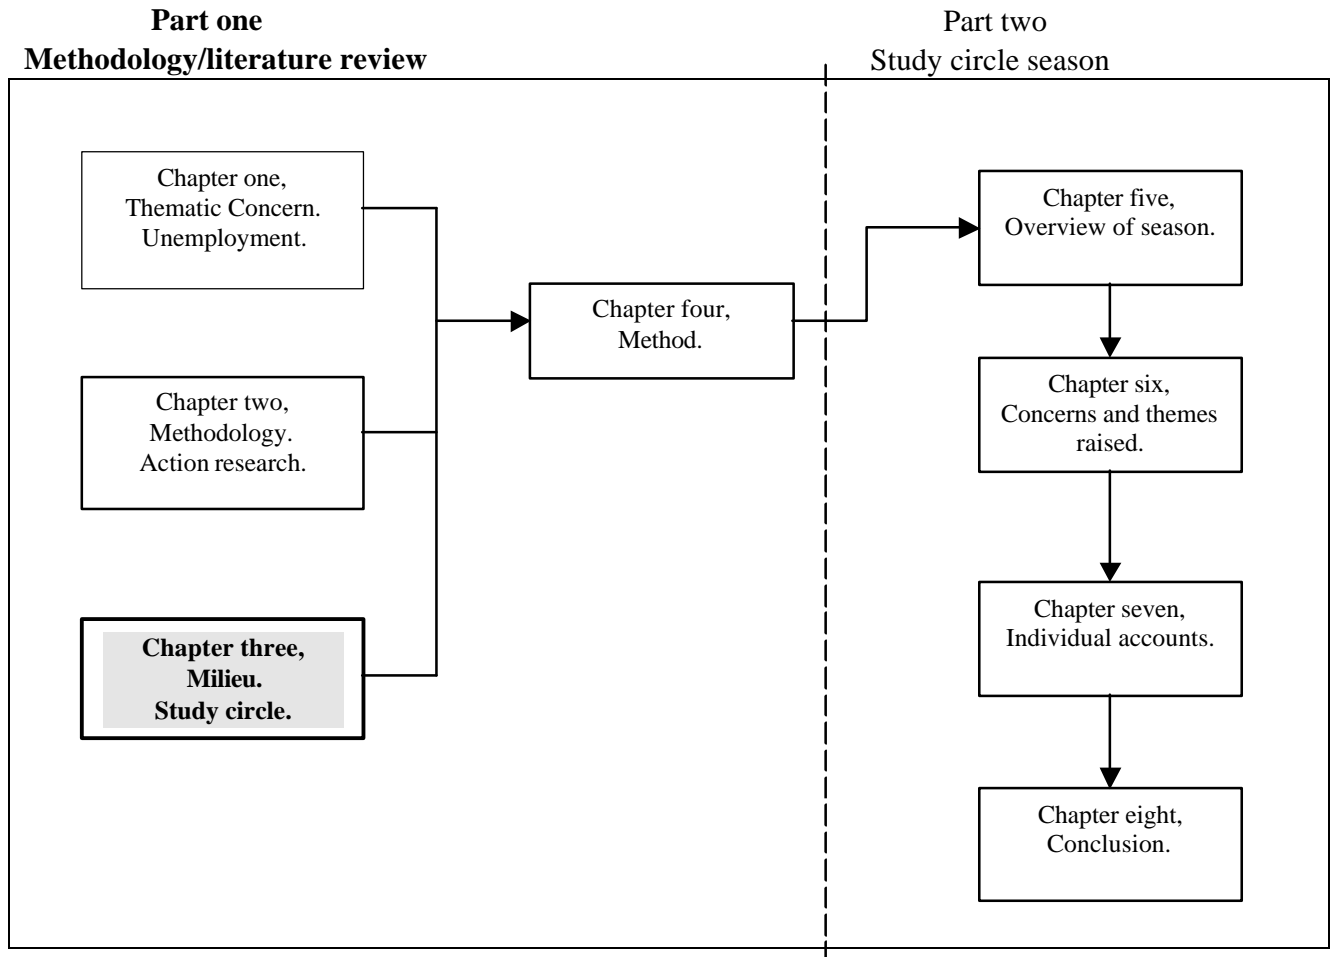 Part one
Methodology/literature review
Part two
Study circle season
Chapter one,
Thematic Concern.
Unemployment.
Chapter two,
Methodology.
Action research.
Chapter three,
Milieu.
Study circle.
Chapter four,
Method.
Chapter five,
Overview of season.
Chapter six,
Concerns and themes
raised.
Chapter seven,
Individual accounts.
Chapter eight,
Conclusion.